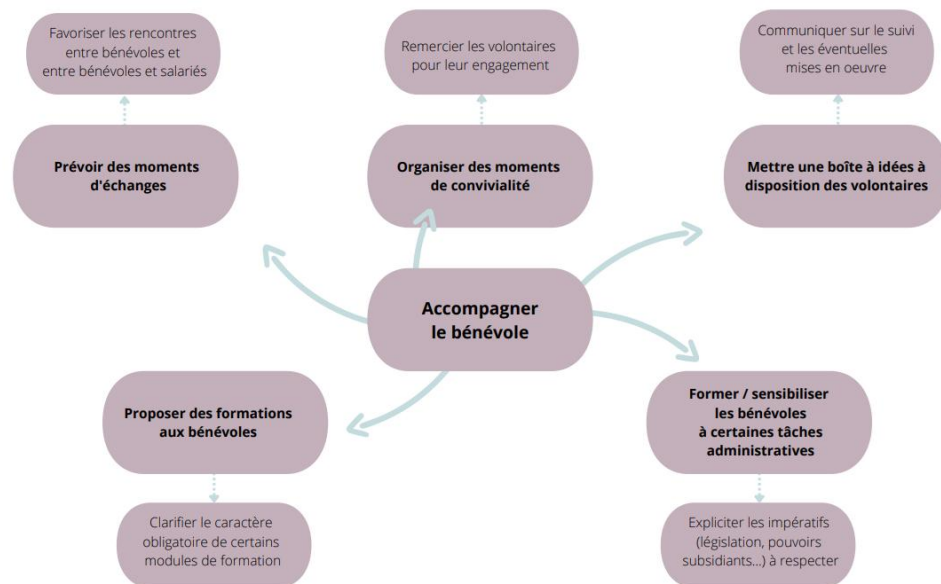 Favoriser les rencontres
entre bénévoles et
entre bénévoles et salariés
Remercier les volontaires
pour leur engagement
Communiquer sur le suivi
et les éventuelles
mises en oeuvre
Prévoir des moments
d'échanges
Organiser des moments
de convivialité
Mettre une boîte à idées à
disposition des volontaires
Accompagner
le bénévole
Proposer des formations
aux bénévoles
Former / sensibiliser
les bénévoles
à certaines tâches
administratives
Clarifier le caractère
obligatoire de certains
modules de formation
Expliciter les impératifs
(législation, pouvoirs
subsidiants...) à respecter